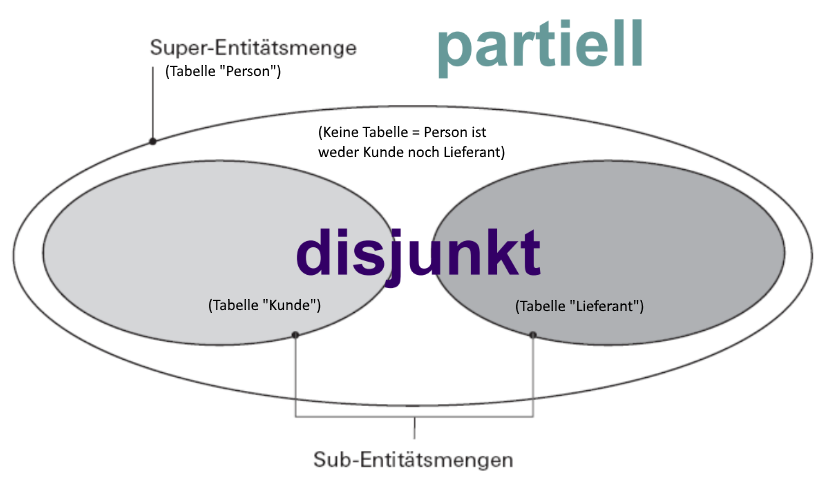 partiell
Super-Entitätsmenge
(Tabelle "Person")
(Keine Tabelle = Person ist
weder Kunde noch Lieferant)
disjunkt
(Tabelle "Kunde")
(Tabelle "Lieferant")
Sub-Entitätsmengen